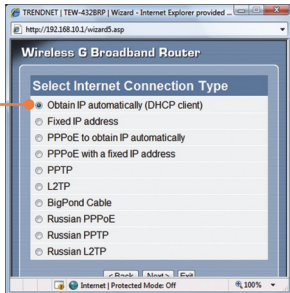 TRENDNET | TEW-432BRP | Wizard - Internet Explorer provided ...
http://192.168.10.1/wizard5.asp
Wireless G Broadband Router
Select Internet Connection Type
Obtain IP automatically (DHCP client)
Fixed IP address
PPPoE to obtain IP automatically
PPPoE with a fixed IP address
PPTP
L2TP
BigPond Cable
Russian PPPoE
Russian PPTP
Russian L2TP
< Back Next > Exit
Internet | Protected Mode: Off 100%